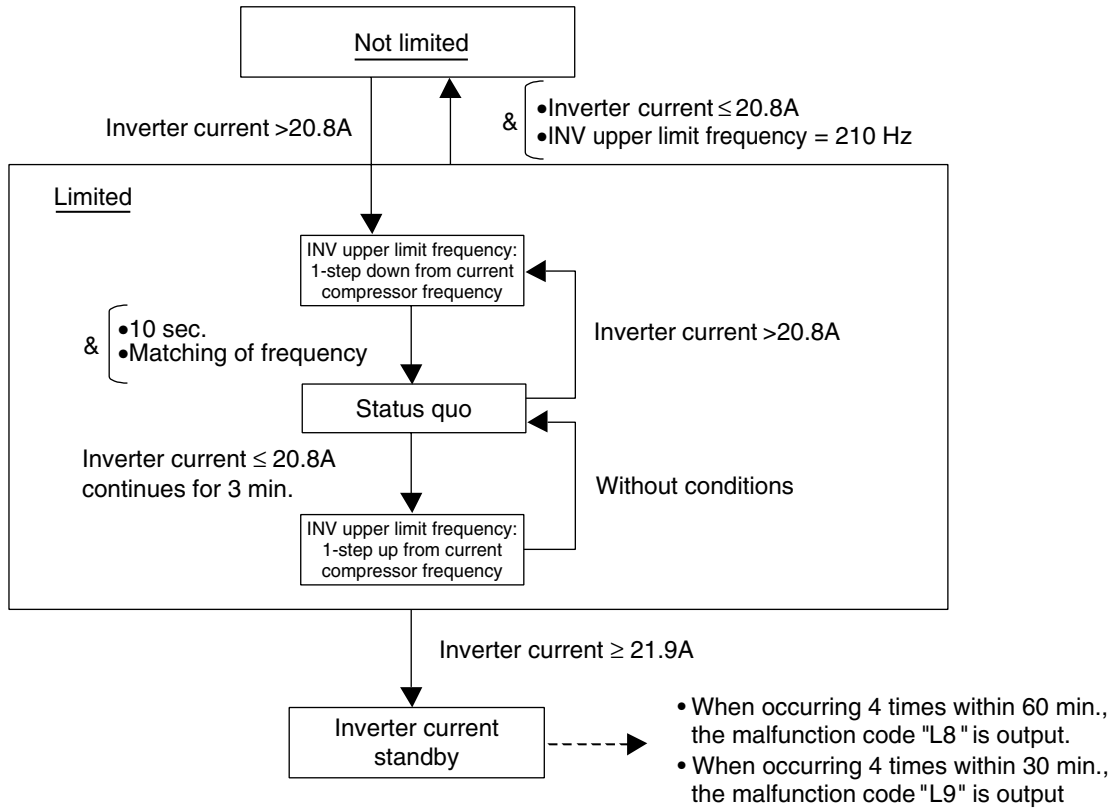 Not limited
Inverter current >20.8A
&
•Inverter current ≤ 20.8A
•INV upper limit frequency = 210 Hz
Limited
INV upper limit frequency:
1-step down from current
compressor frequency
&
•10 sec.
•Matching of frequency
Inverter current >20.8A
Status quo
Inverter current ≤ 20.8A
continues for 3 min.
Without conditions
INV upper limit frequency:
1-step up from current
compressor frequency
Inverter current ≥ 21.9A
Inverter current
standby
• When occurring 4 times within 60 min.,
the malfunction code "L8" is output.
• When occurring 4 times within 30 min.,
the malfunction code "L9" is output